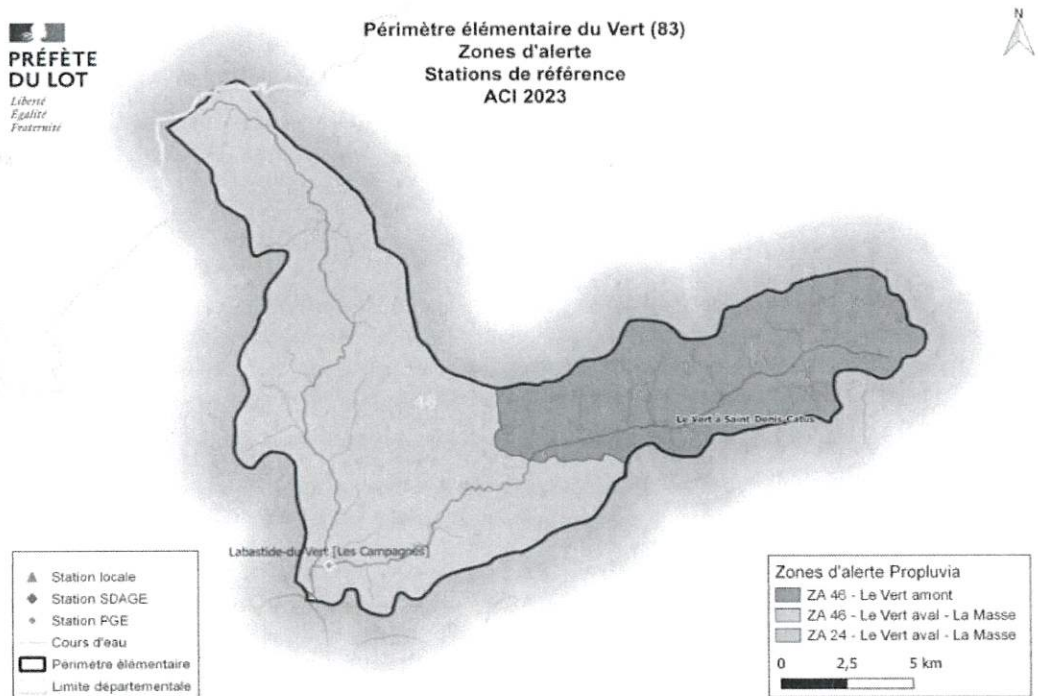 PRÉFÈTE
DU LOT
Liberté
Égalité
Fraternité
Périmètre élémentaire du Vert (83)
Zones d'alerte
Stations de référence
ACI 2023
N
46
Le Vert à Saint-Denis-Catus
Labastide-du-Vert [Les Campagnes]
Station locale
Station SDAGE
Station PGE
Cours d'eau
Périmètre élémentaire
Limite départementale
Zones d'alerte Propluvia
ZA 46 - Le Vert amont
ZA 46 - Le Vert aval - La Masse
ZA 24 - Le Vert aval - La Masse
0 2,5 5 km